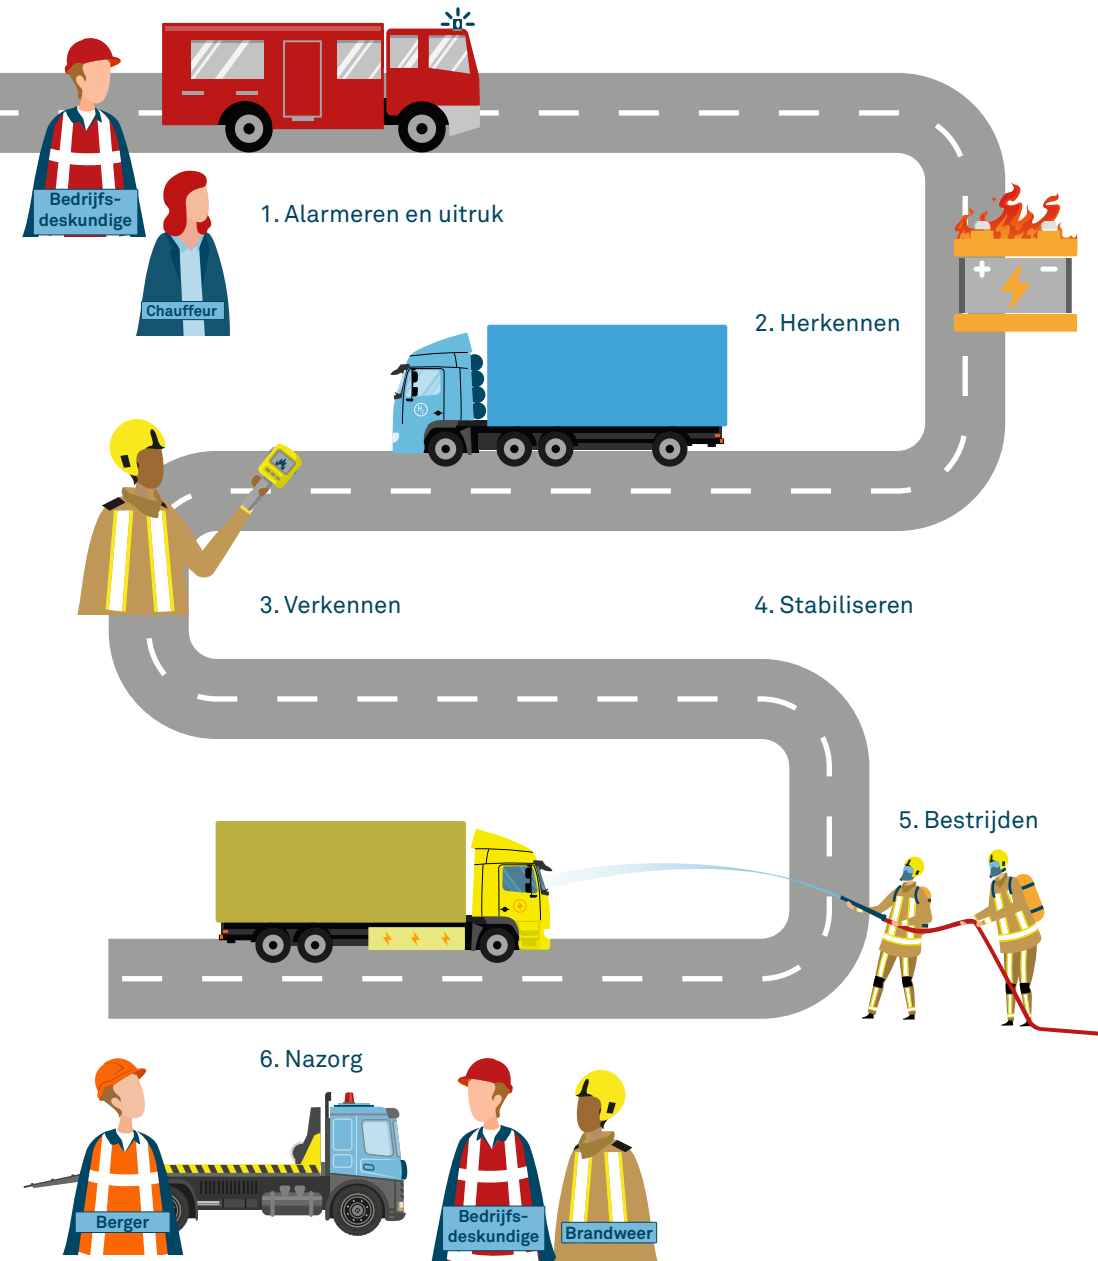 Bedrijfs-
deskundige
1. Alarmeren en uitruk
Chauffeur
2. Herkennen
+ −
H₂
3. Verkennen
4. Stabiliseren
5. Bestrijden
6. Nazorg
Berger
Bedrijfs-
deskundige
Brandweer